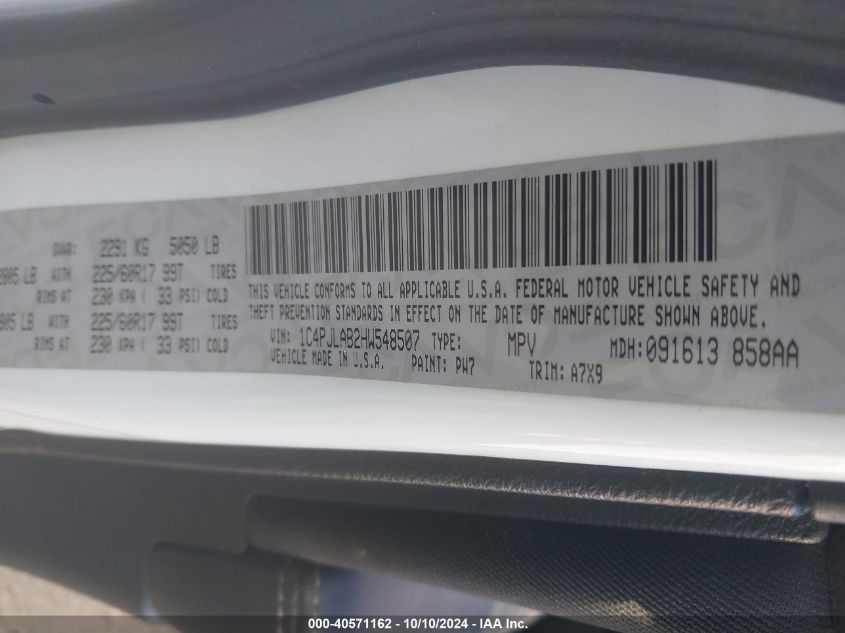 GVWR: 2291 KG 5050 LB
2805 LB WITH 225/60R17 99T TIRES
RIMS AT 230 KPA ( 33 PSI) COLD
805 LB WITH 225/60R17 99T TIRES
RIMS AT 230 KPA ( 33 PSI) COLD
THIS VEHICLE CONFORMS TO ALL APPLICABLE U.S.A. FEDERAL MOTOR VEHICLE SAFETY AND
THEFT PREVENTION STANDARDS IN EFFECT ON THE DATE OF MANUFACTURE SHOWN ABOVE.
VIN: 1C4PJLAB2HW548507 TYPE: MPV MDH:091613 858AA
VEHICLE MADE IN U.S.A. PAINT: PW7 TRIM: A7X9
000-40571162 - 10/10/2024 - IAA Inc.